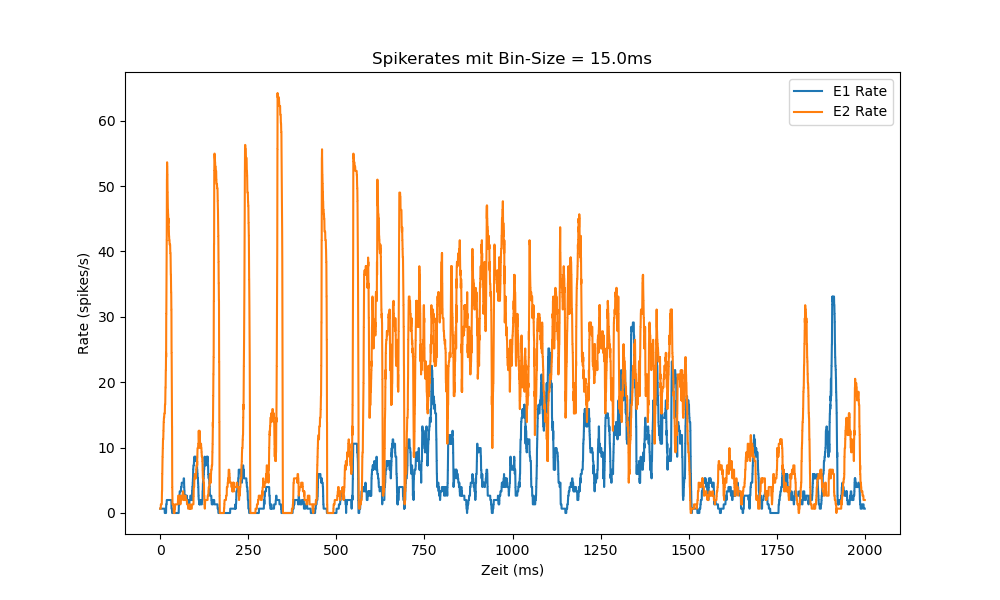 Spikerates mit Bin-Size = 15.0ms
E1 Rate
E2 Rate
Rate (spikes/s)
60
50
40
30
20
10
0
0 250 500 750 1000 1250 1500 1750 2000
Zeit (ms)